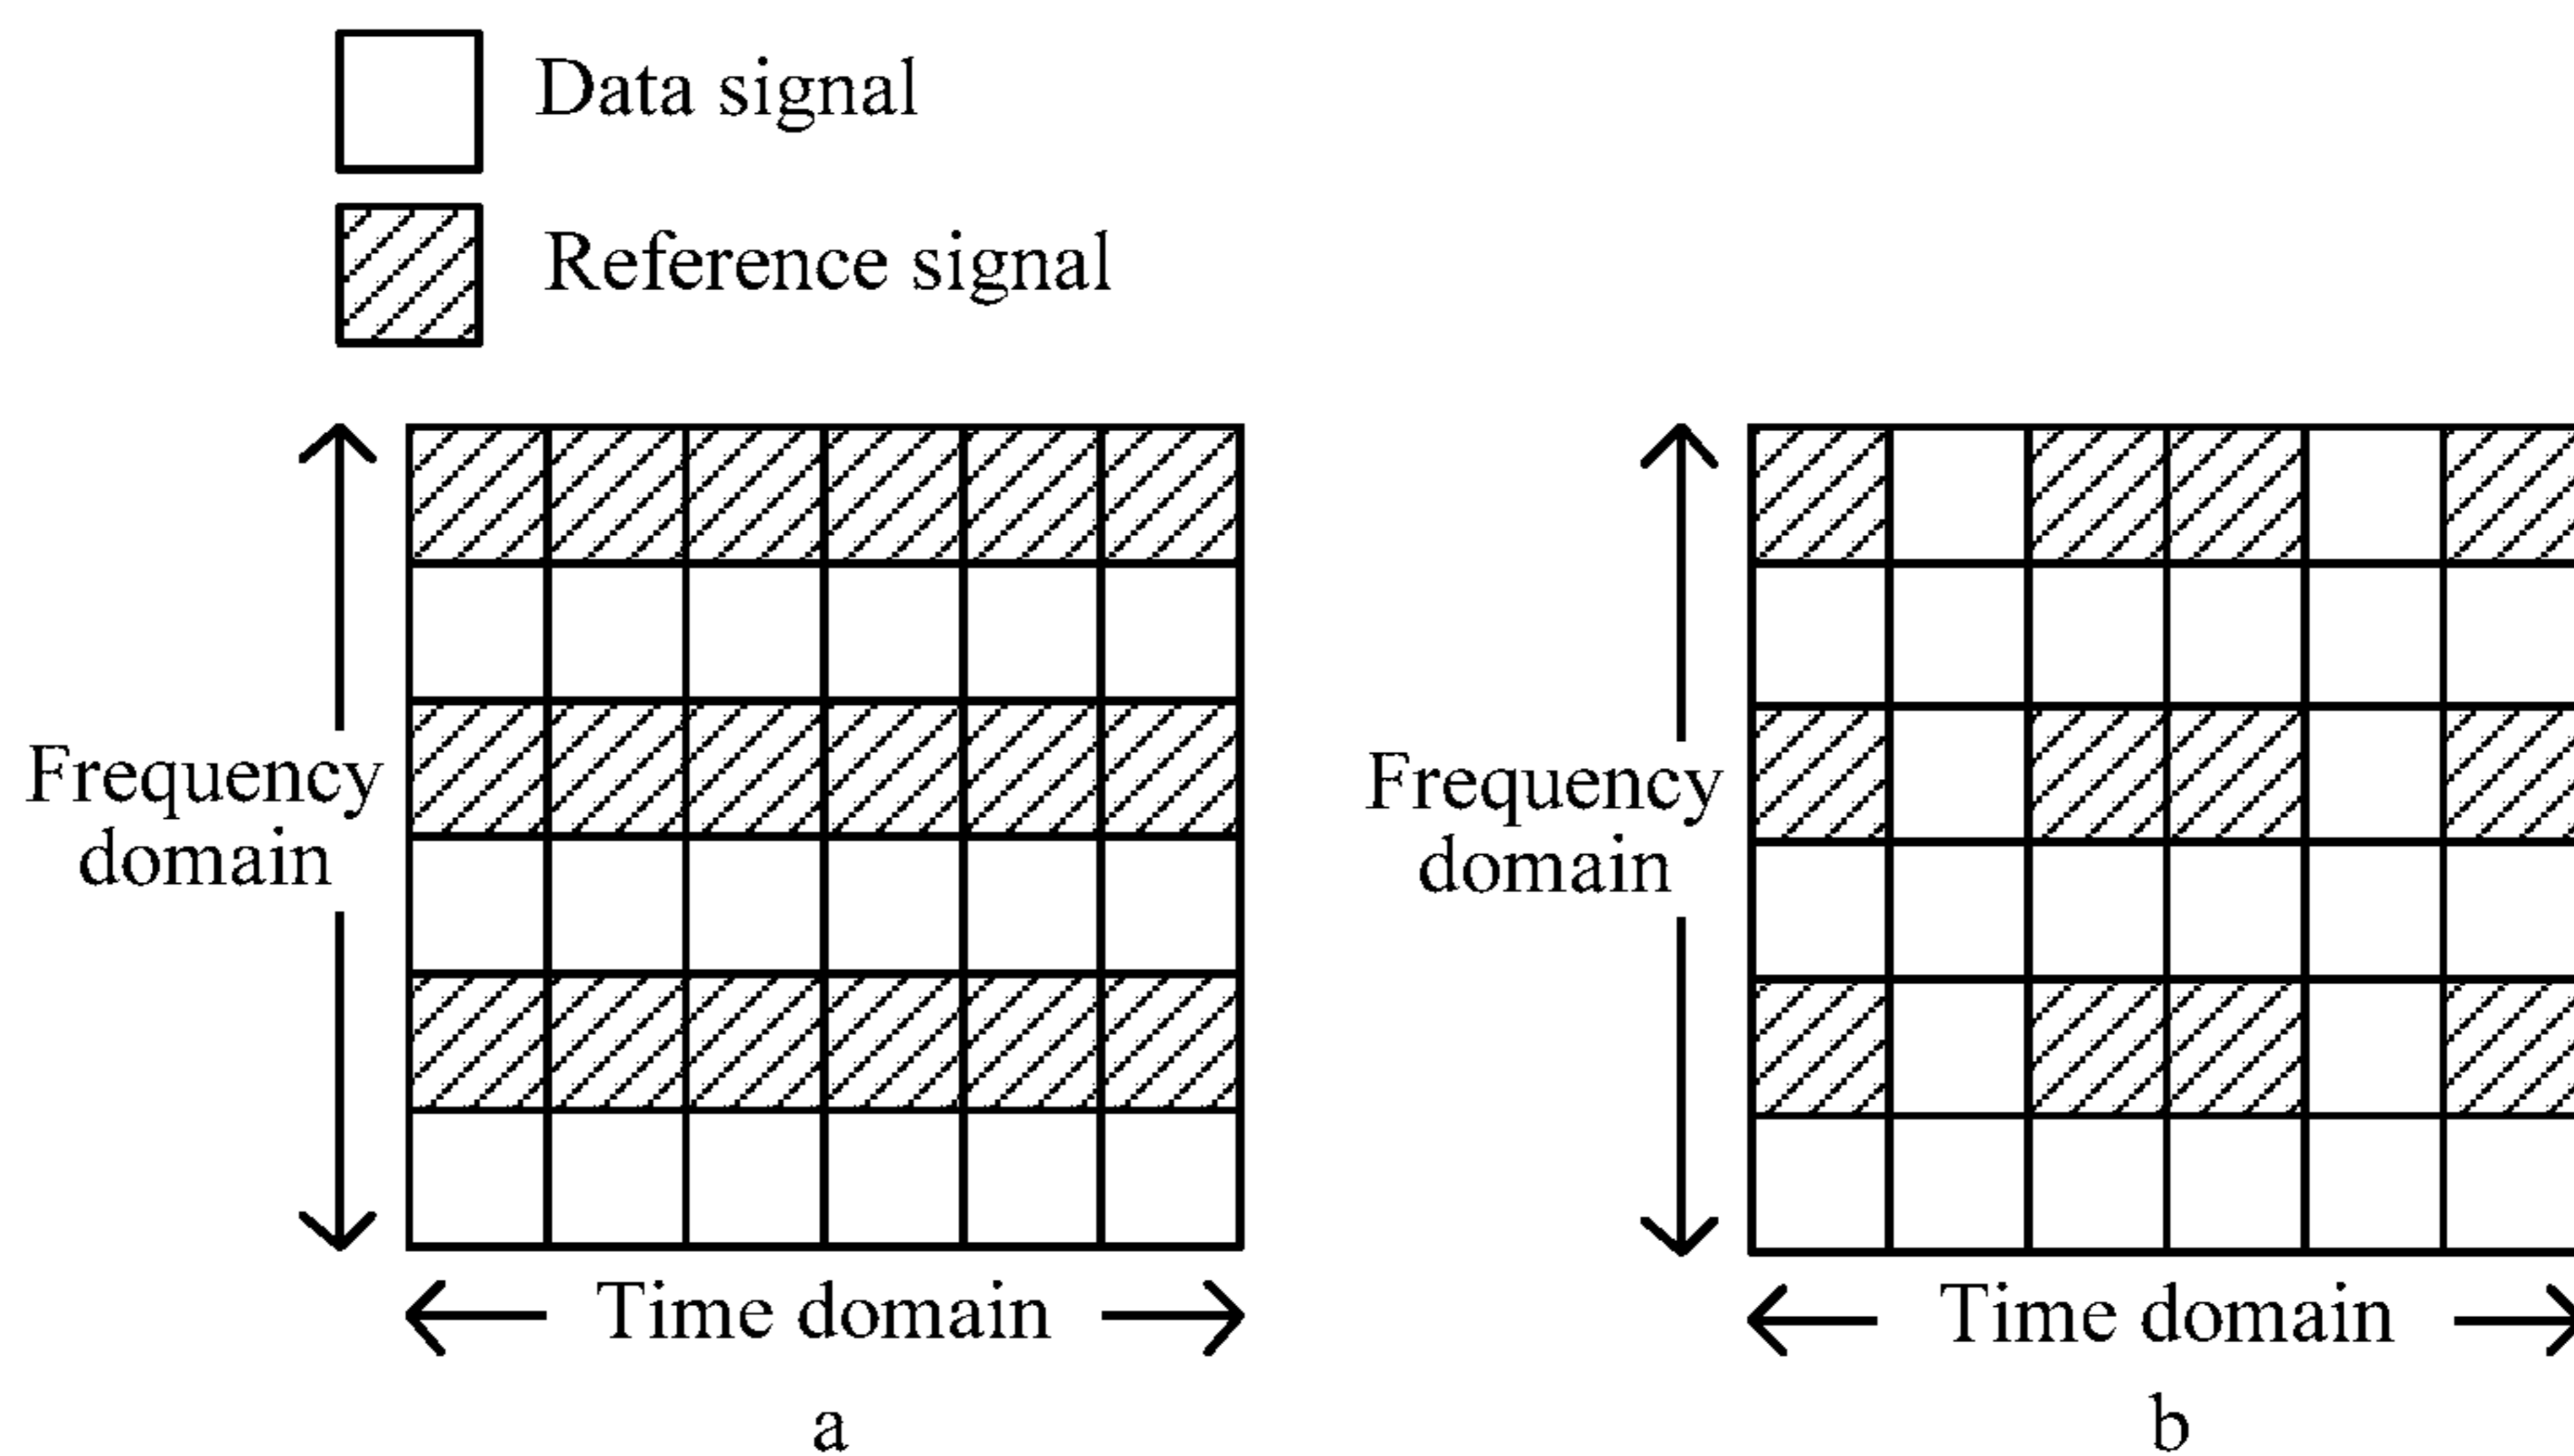 Data signal
Reference signal
Frequency
domain
Time domain
a
Frequency
domain
Time domain
b